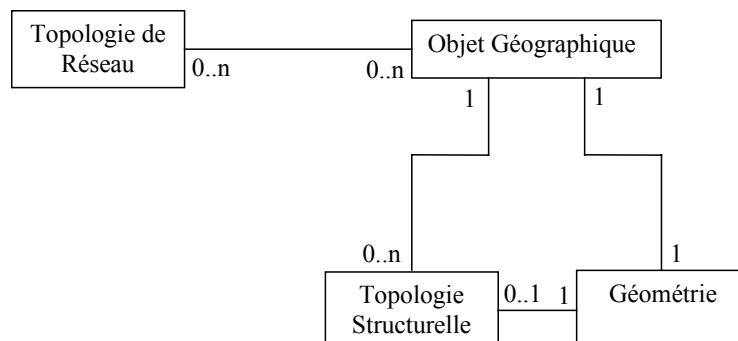 Topologie de
Réseau
Objet Géographique
0..n
0..n
1
1
0..n
1
Topologie
Structurelle
0..1
1
Géométrie